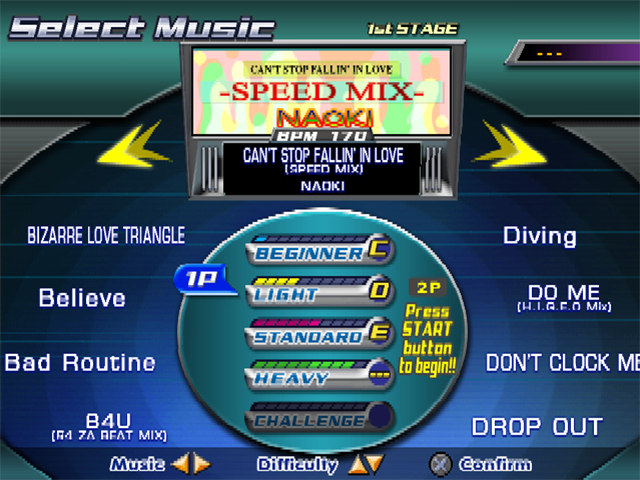 Select Music
1st STAGE
---
CAN'T STOP FALLIN' IN LOVE
-SPEED MIX-
NAOKI
BPM 170
CAN'T STOP FALLIN' IN LOVE
(SPEED MIX)
NAOKI
BIZARRE LOVE TRIANGLE
Believe
Bad Routine
B4U
(B4 ZA BEAT MIX)
1P
BEGINNER C
LIGHT D
STANDARD E
HEAVY ---
CHALLENGE
2P
Press
START
button
to begin!!
Diving
DO ME
(H.I.G.E.O Mix)
DON'T CLOCK ME
DROP OUT
Music
Difficulty
Confirm